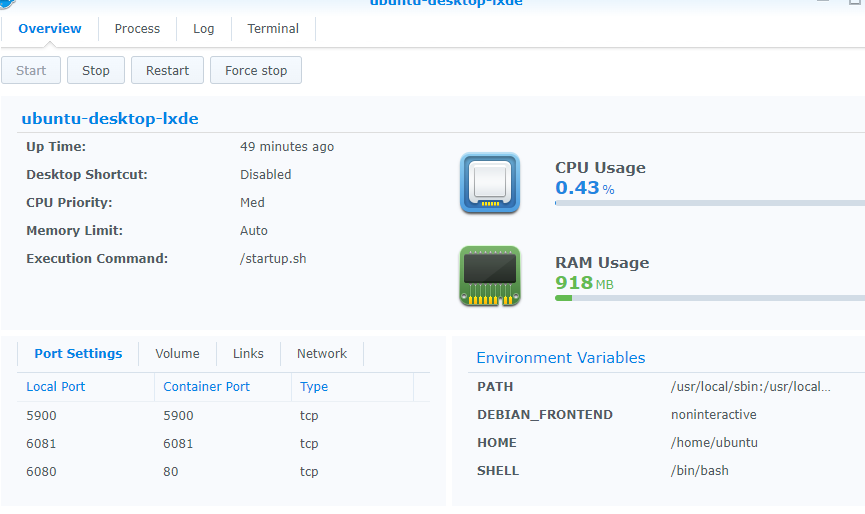 ubuntu-desktop-lxde
Overview Process Log Terminal
Start Stop Restart Force stop
ubuntu-desktop-lxde
Up Time: 49 minutes ago
Desktop Shortcut: Disabled
CPU Priority: Med
Memory Limit: Auto
Execution Command: /startup.sh
CPU Usage
0.43 %
RAM Usage
918 MB
Port Settings Volume Links Network
Local Port Container Port Type
5900 5900 tcp
6081 6081 tcp
6080 80 tcp
Environment Variables
PATH /usr/local/sbin:/usr/local...
DEBIAN_FRONTEND noninteractive
HOME /home/ubuntu
SHELL /bin/bash